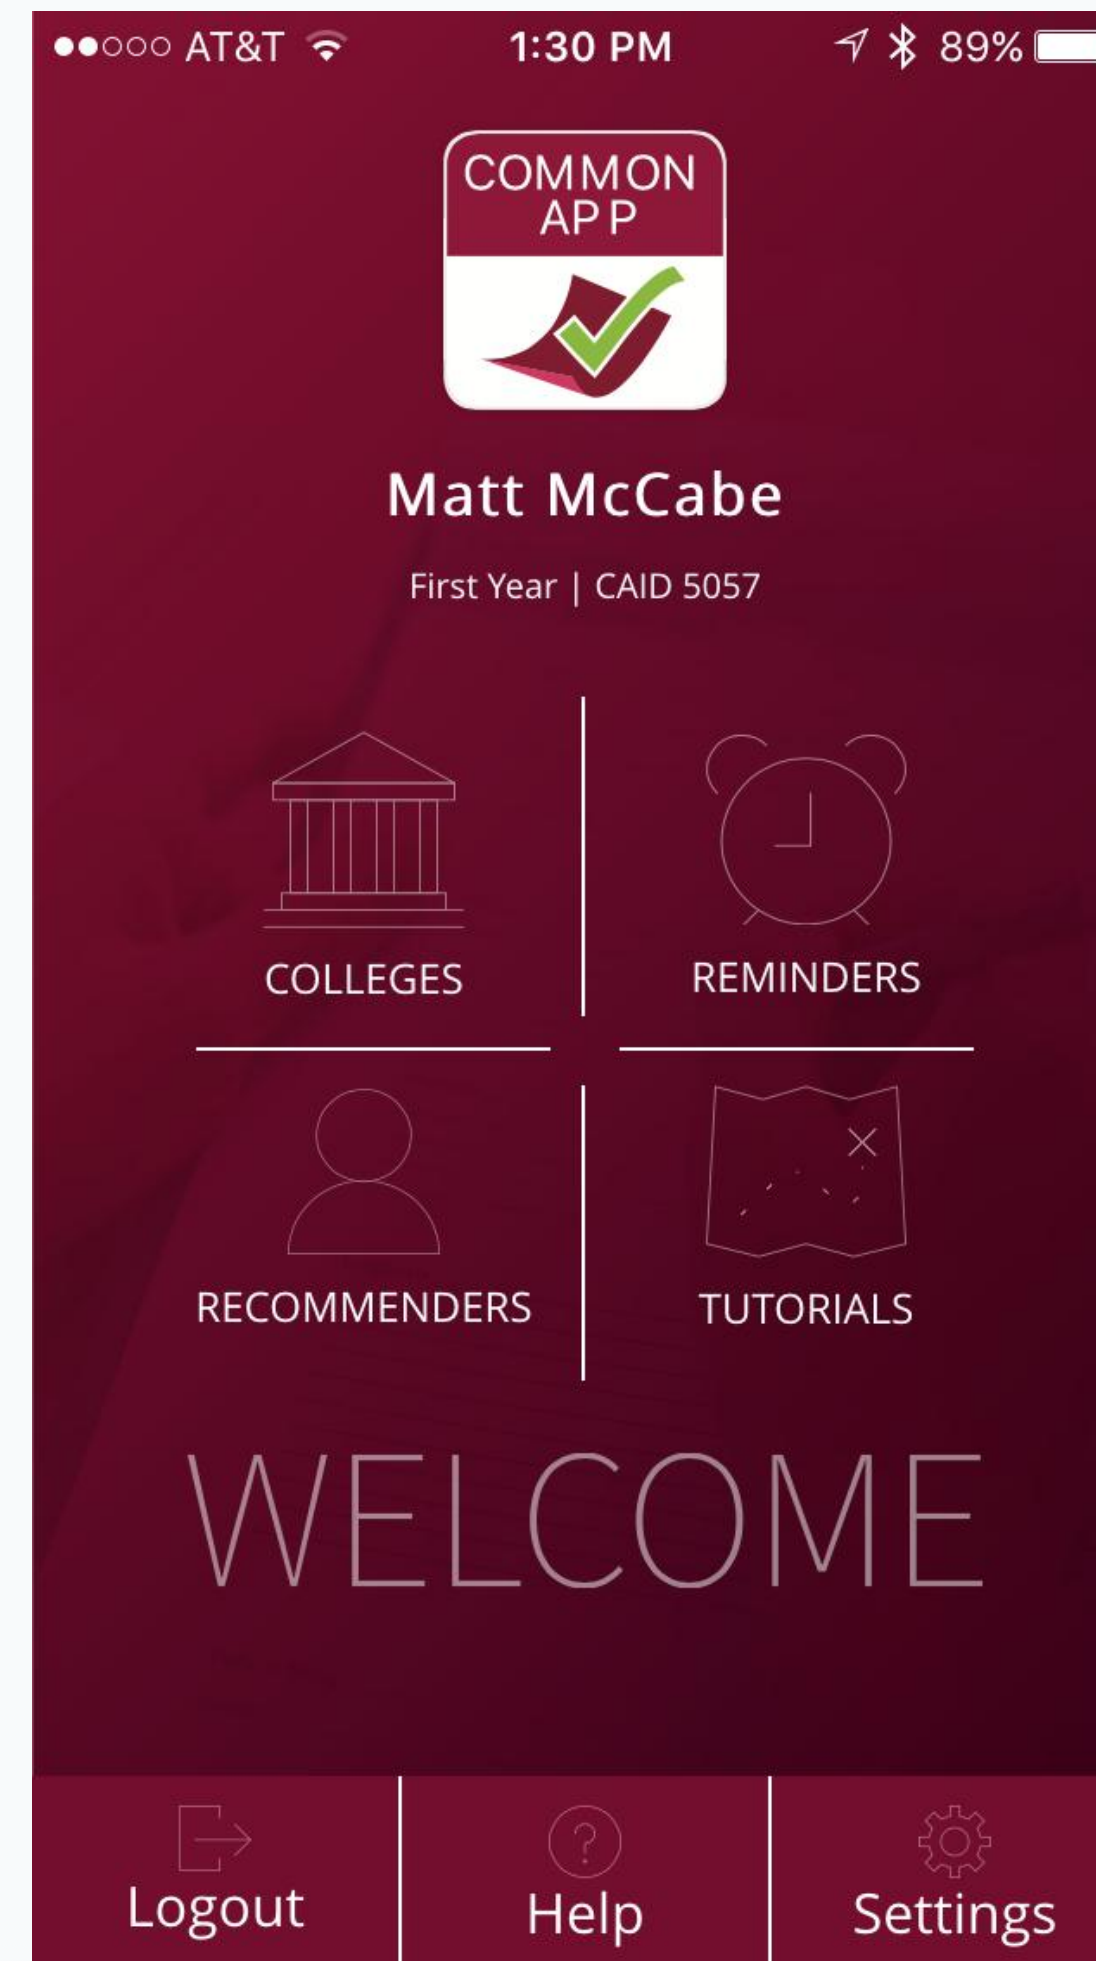 AT&T 1:30 PM 89%
COMMON
APP
Matt McCabe
First Year | CAID 5057
COLLEGES
REMINDERS
RECOMMENDERS
TUTORIALS
WELCOME
Logout
?
Help
Settings